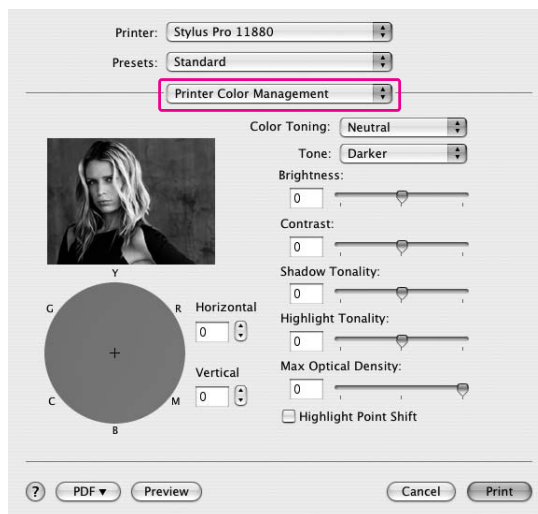 Printer: Stylus Pro 11880
Presets: Standard
Printer Color Management
Color Toning: Neutral
Tone: Darker
Brightness:
0
Contrast:
0
Shadow Tonality:
0
Highlight Tonality:
0
Max Optical Density:
0
Highlight Point Shift
Y
G R
C M
B
Horizontal
0
Vertical
0
? PDF▼ Preview Cancel Print